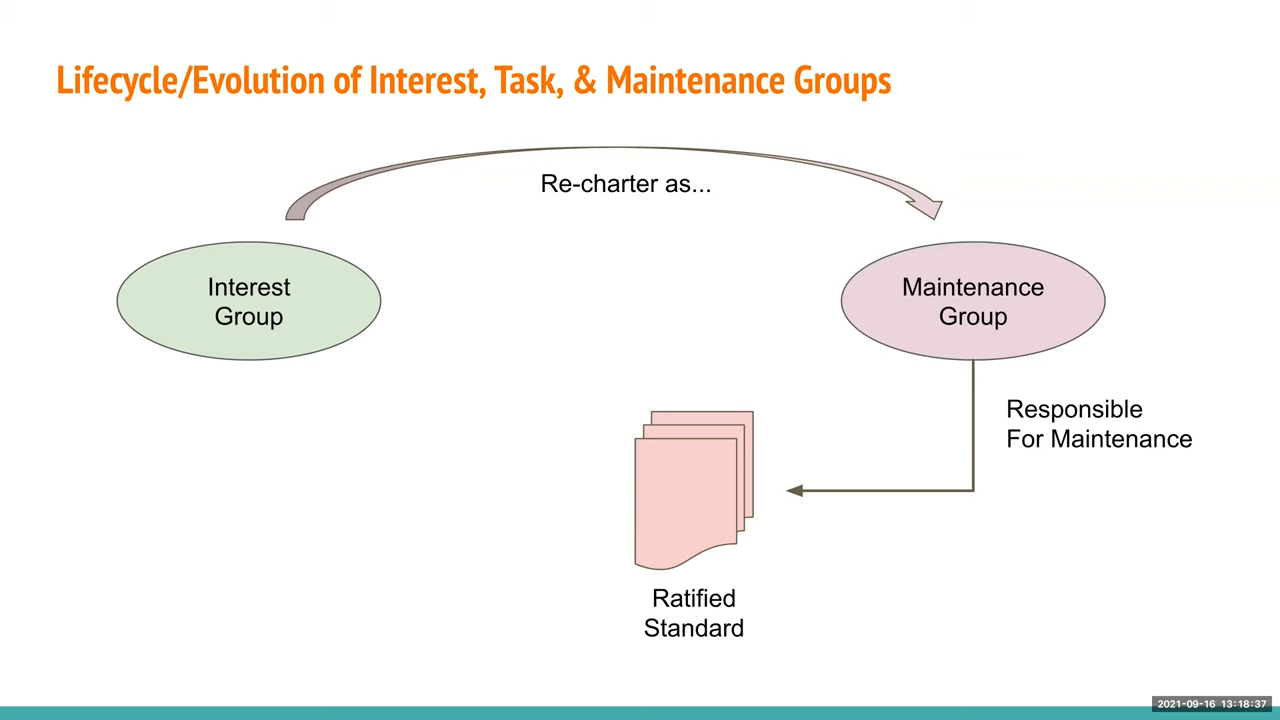 Lifecycle/Evolution of Interest, Task, & Maintenance Groups
Re-charter as...
Interest
Group
Maintenance
Group
Responsible
For Maintenance
Ratified
Standard
2021-09-16 13:18:37